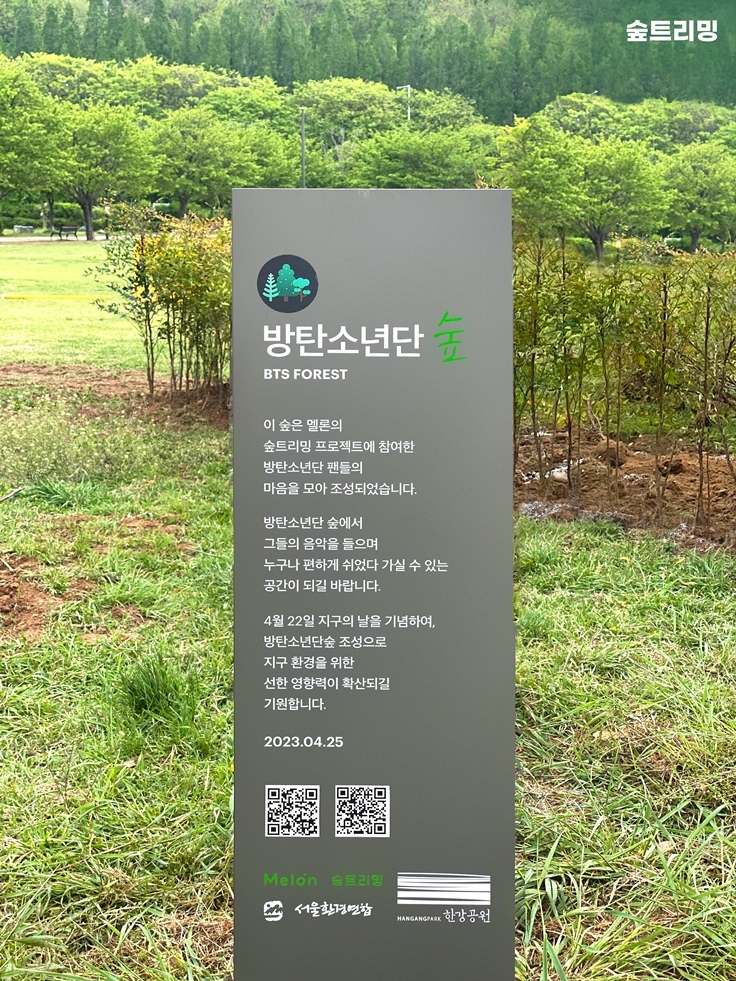 숲트리밍
방탄소년단 숲
BTS FOREST
이 숲은 멜론의
숲트리밍 프로젝트에 참여한
방탄소년단 팬들의
마음을 모아 조성되었습니다.
방탄소년단 숲에서
그들의 음악을 들으며
누구나 편하게 쉬었다 가실 수 있는
공간이 되길 바랍니다.
4월 22일 지구의 날을 기념하여,
방탄소년단숲 조성으로
지구 환경을 위한
선한 영향력이 확산되길
기원합니다.
2023.04.25
Melon 숲트리밍
서울환경연합
HANGANGPARK 한강공원